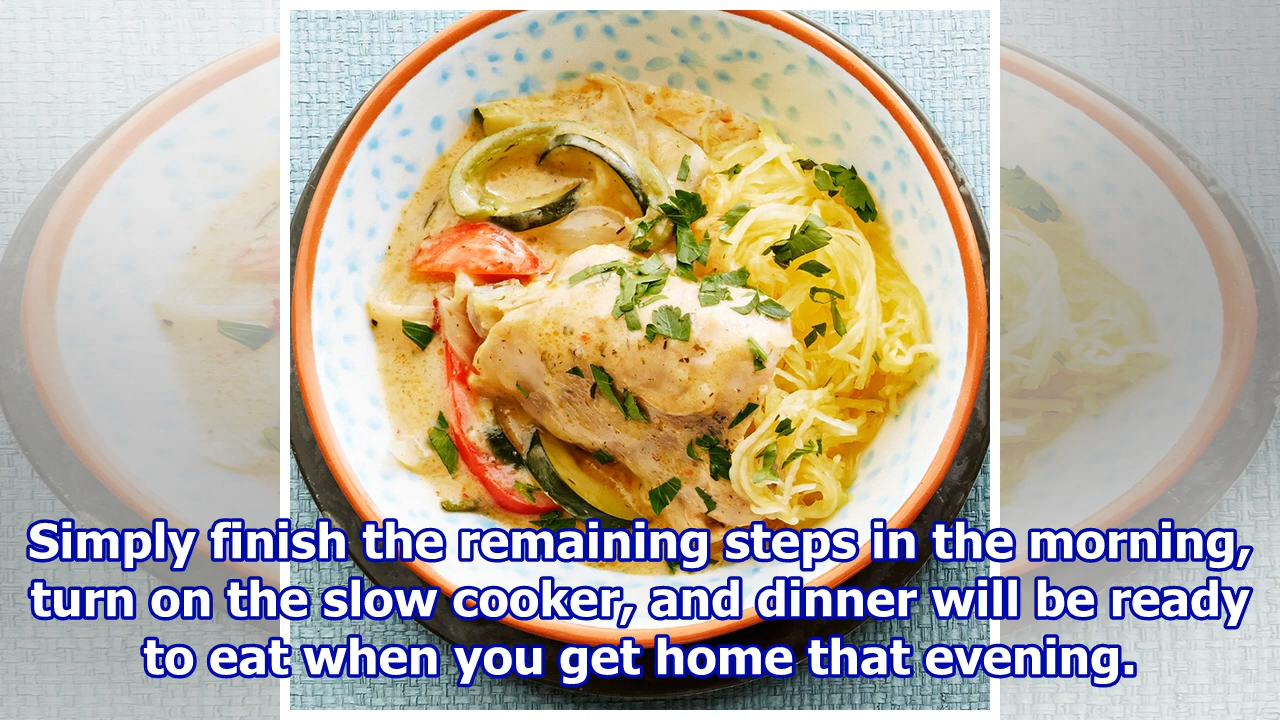 Simply finish the remaining steps in the morning,
turn on the slow cooker, and dinner will be ready
to eat when you get home that evening.